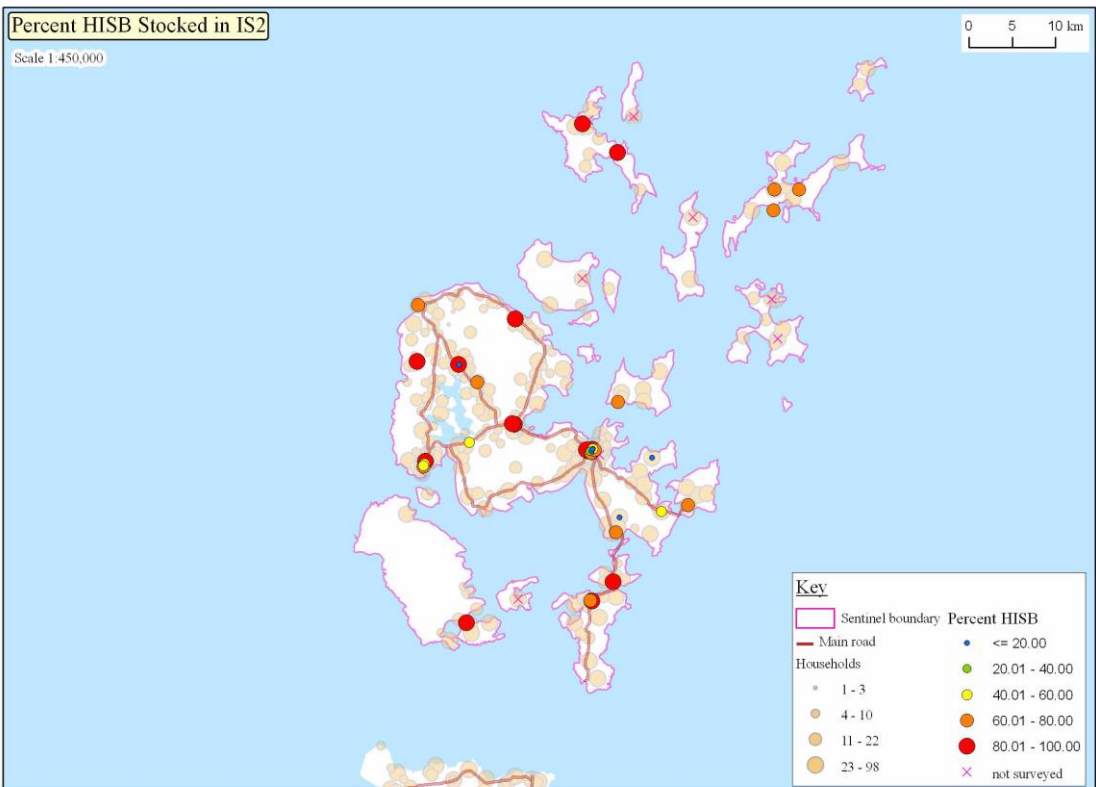 Percent HISB Stocked in IS2
Scale 1:450,000
0 5 10 km
Key
Sentinel boundary
Main road
Households
1 - 3
4 - 10
11 - 22
23 - 98
Percent HISB
<= 20.00
20.01 - 40.00
40.01 - 60.00
60.01 - 80.00
80.01 - 100.00
not surveyed